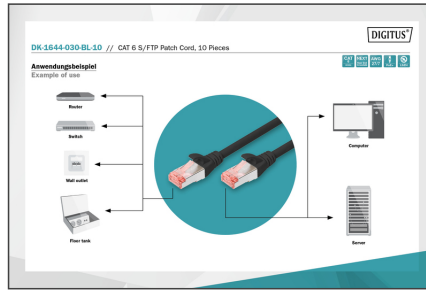 DIGITUS®
DK-1644-030-BL-10 // CAT 6 S/FTP Patch Cord, 10 Pieces
Anwendungsbeispiel
Example of use
Router
Switch
Wall outlet
Floor tank
Computer
Server